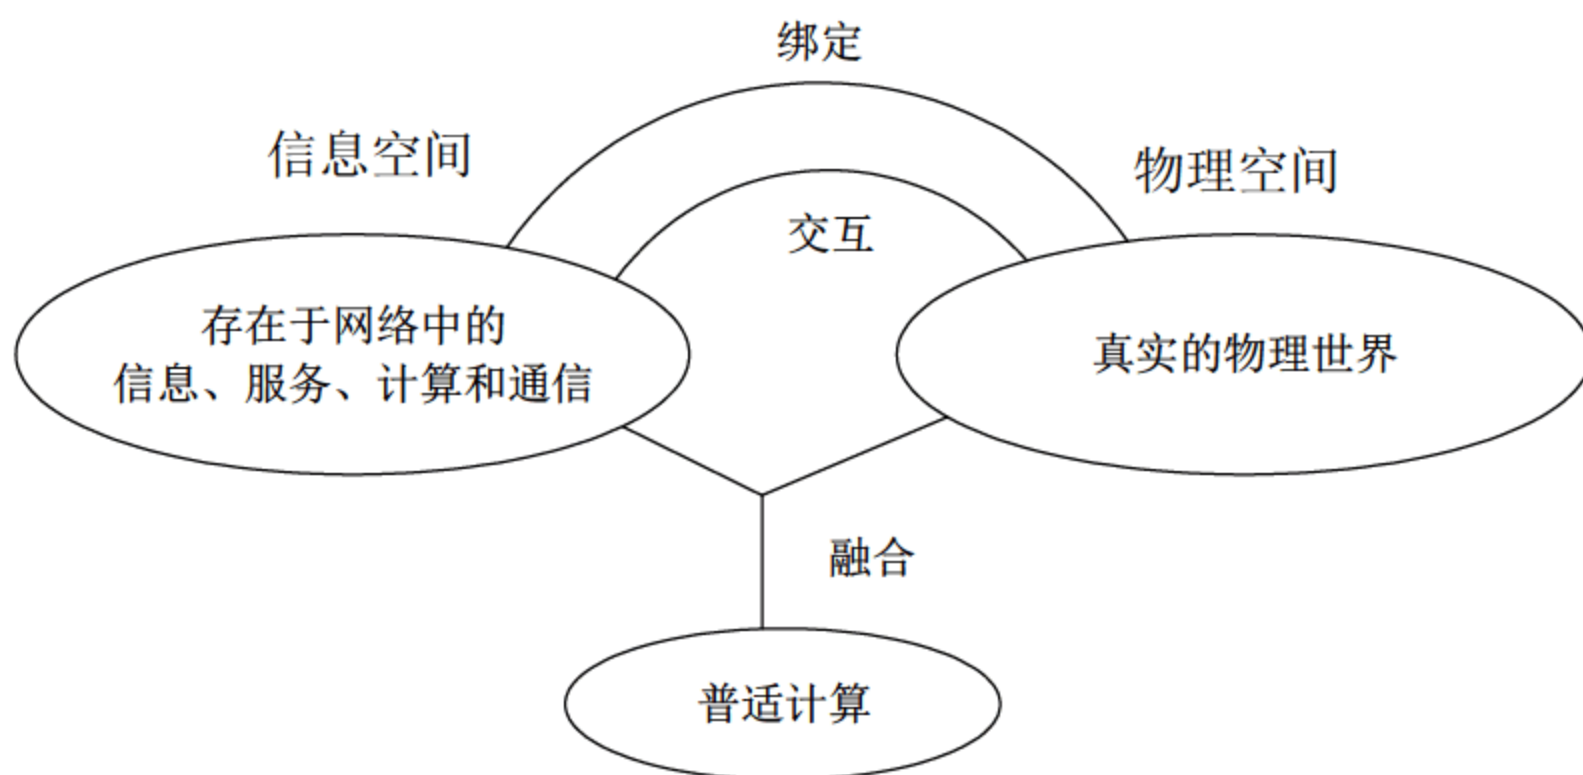 绑定
信息空间
物理空间
交互
存在于网络中的
信息、服务、计算和通信
真实的物理世界
融合
普适计算